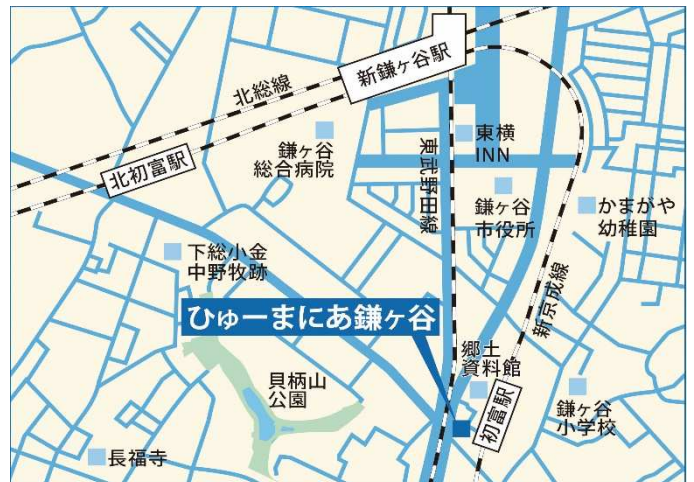 新鎌ヶ谷駅
北総線
北初富駅
鎌ヶ谷
総合病院
東武野田線
東横
INN
鎌ヶ谷
市役所
かまがや
幼稚園
新京成線
下総小金
中野牧跡
ひゅーまにあ鎌ヶ谷
貝柄山
公園
郷土
資料館
初富駅
鎌ヶ谷
小学校
長福寺